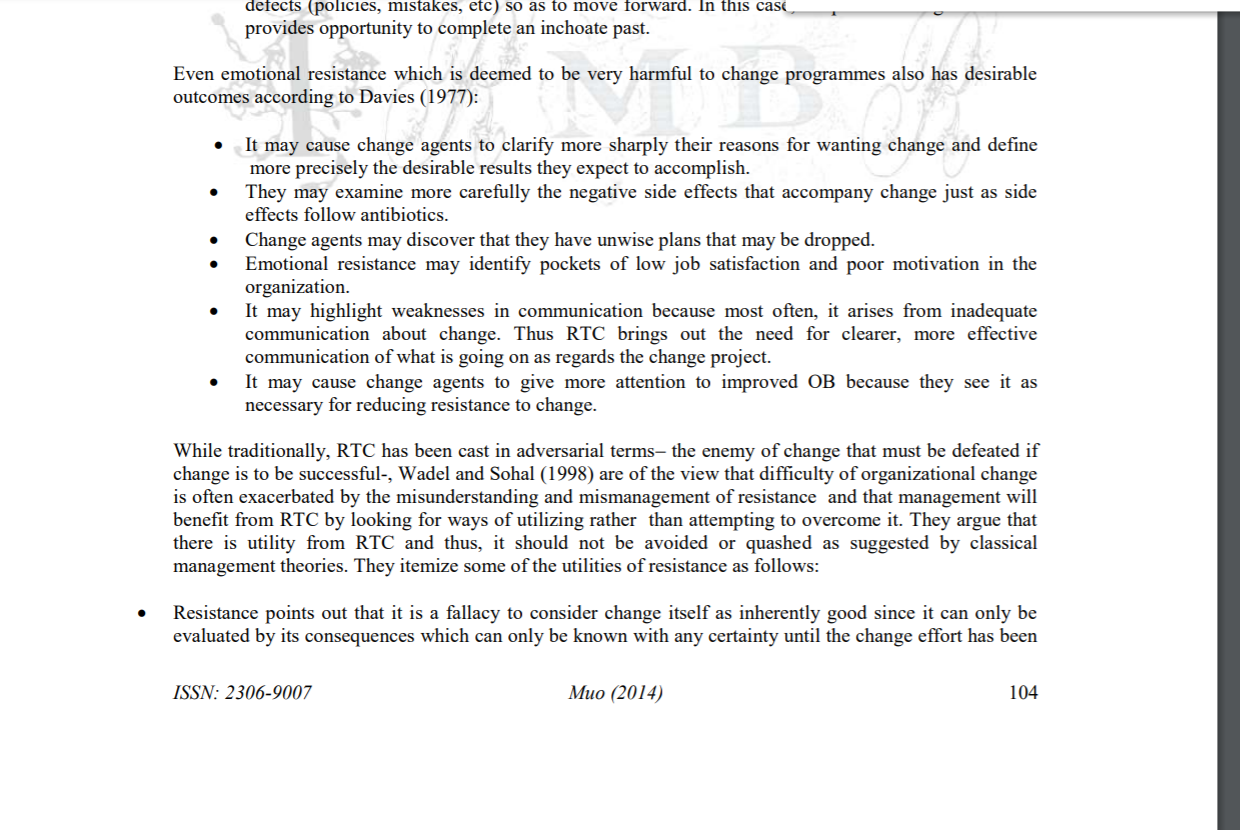 defects (policies, mistakes, etc) so as to move forward. In this case,
provides opportunity to complete an inchoate past.
Even emotional resistance which is deemed to be very harmful to change programmes also has desirable
outcomes according to Davies (1977):
• It may cause change agents to clarify more sharply their reasons for wanting change and define
more precisely the desirable results they expect to accomplish.
• They may examine more carefully the negative side effects that accompany change just as side
effects follow antibiotics.
• Change agents may discover that they have unwise plans that may be dropped.
• Emotional resistance may identify pockets of low job satisfaction and poor motivation in the
organization.
• It may highlight weaknesses in communication because most often, it arises from inadequate
communication about change. Thus RTC brings out the need for clearer, more effective
communication of what is going on as regards the change project.
• It may cause change agents to give more attention to improved OB because they see it as
necessary for reducing resistance to change.
While traditionally, RTC has been cast in adversarial terms– the enemy of change that must be defeated if
change is to be successful-, Wadel and Sohal (1998) are of the view that difficulty of organizational change
is often exacerbated by the misunderstanding and mismanagement of resistance and that management will
benefit from RTC by looking for ways of utilizing rather than attempting to overcome it. They argue that
there is utility from RTC and thus, it should not be avoided or quashed as suggested by classical
management theories. They itemize some of the utilities of resistance as follows:
• Resistance points out that it is a fallacy to consider change itself as inherently good since it can only be
evaluated by its consequences which can only be known with any certainty until the change effort has been
ISSN: 2306-9007 Muo (2014) 104